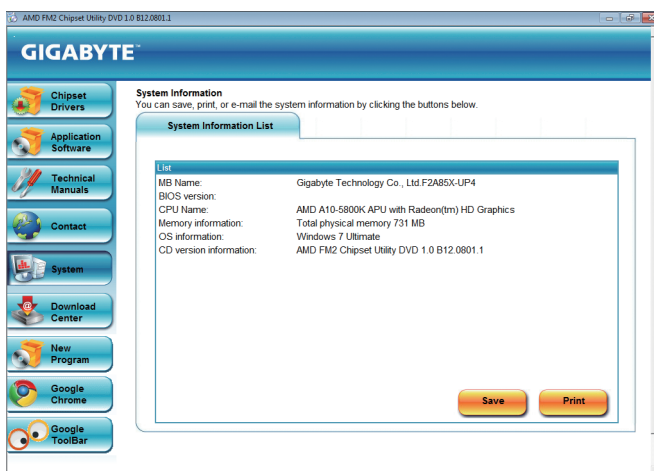 AMD FM2 Chipset Utility DVD 1.0 B12.0801.1
GIGABYTE™
Chipset
Drivers
Application
Software
Technical
Manuals
Contact
System
Download
Center
New
Program
Google
Chrome
Google
ToolBar
System Information
You can save, print, or e-mail the system information by clicking the buttons below.
System Information List
List
MB Name: Gigabyte Technology Co., Ltd.F2A85X-UP4
BIOS version:
CPU Name: AMD A10-5800K APU with Radeon(tm) HD Graphics
Memory information: Total physical memory 731 MB
OS information: Windows 7 Ultimate
CD version information: AMD FM2 Chipset Utility DVD 1.0 B12.0801.1
Save Print